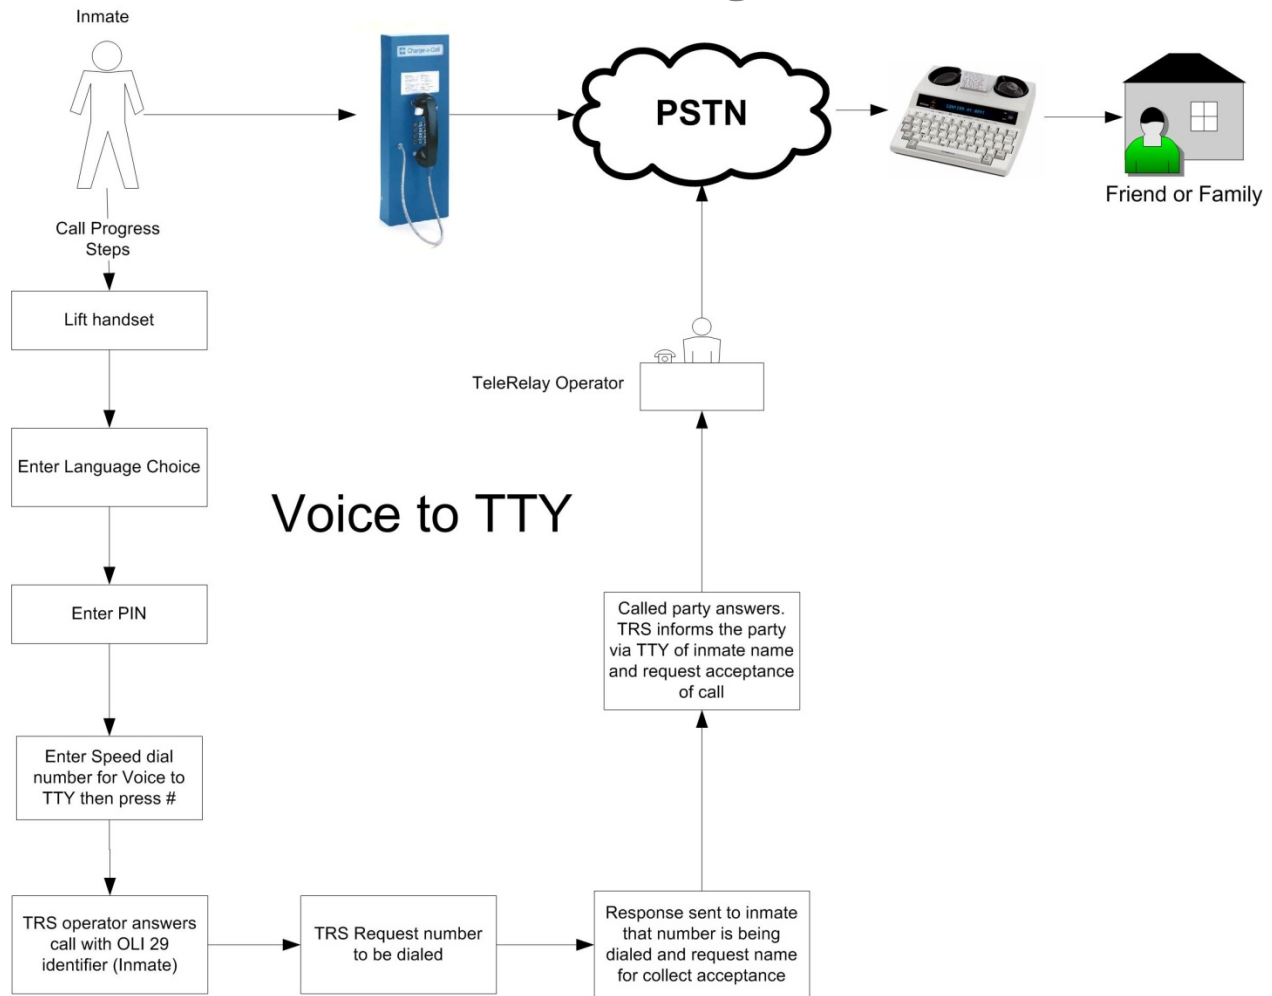 Inmate
Charge-a-Call
PSTN
Friend or Family
Call Progress
Steps
Lift handset
TeleRelay Operator
Enter Language Choice
Voice to TTY
Enter PIN
Called party answers.
TRS informs the party
via TTY of inmate name
and request acceptance
of call
Enter Speed dial
number for Voice to
TTY then press #
TRS operator answers
call with OLI 29
identifier (Inmate)
TRS Request number
to be dialed
Response sent to inmate
that number is being
dialed and request name
for collect acceptance